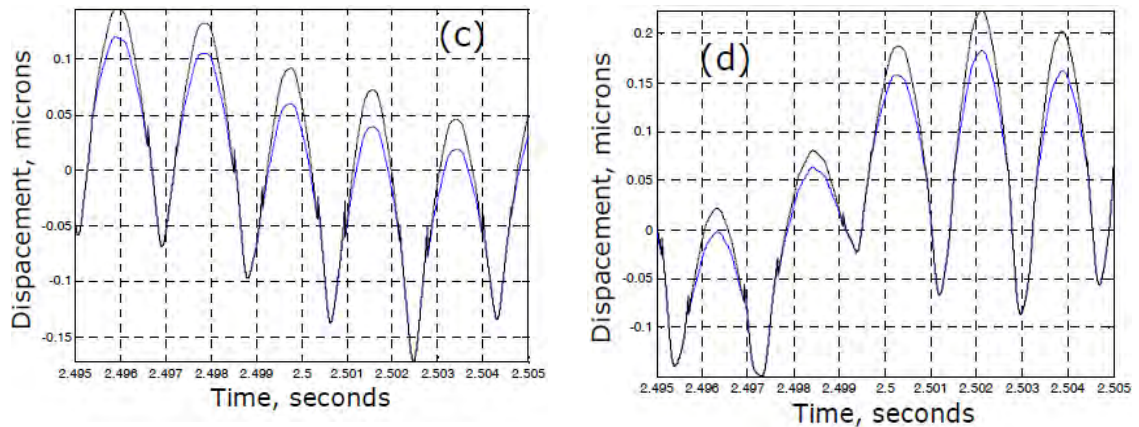 (c)
0.1
0.05
0
-0.05
-0.1
-0.15
Dispacement, microns
2.495 2.496 2.497 2.498 2.499 2.5 2.501 2.502 2.503 2.504 2.505
Time, seconds
(d)
0.2
0.15
0.1
0.05
0
-0.05
-0.1
Dispacement, microns
2.495 2.496 2.497 2.498 2.499 2.5 2.501 2.502 2.503 2.504 2.505
Time, seconds